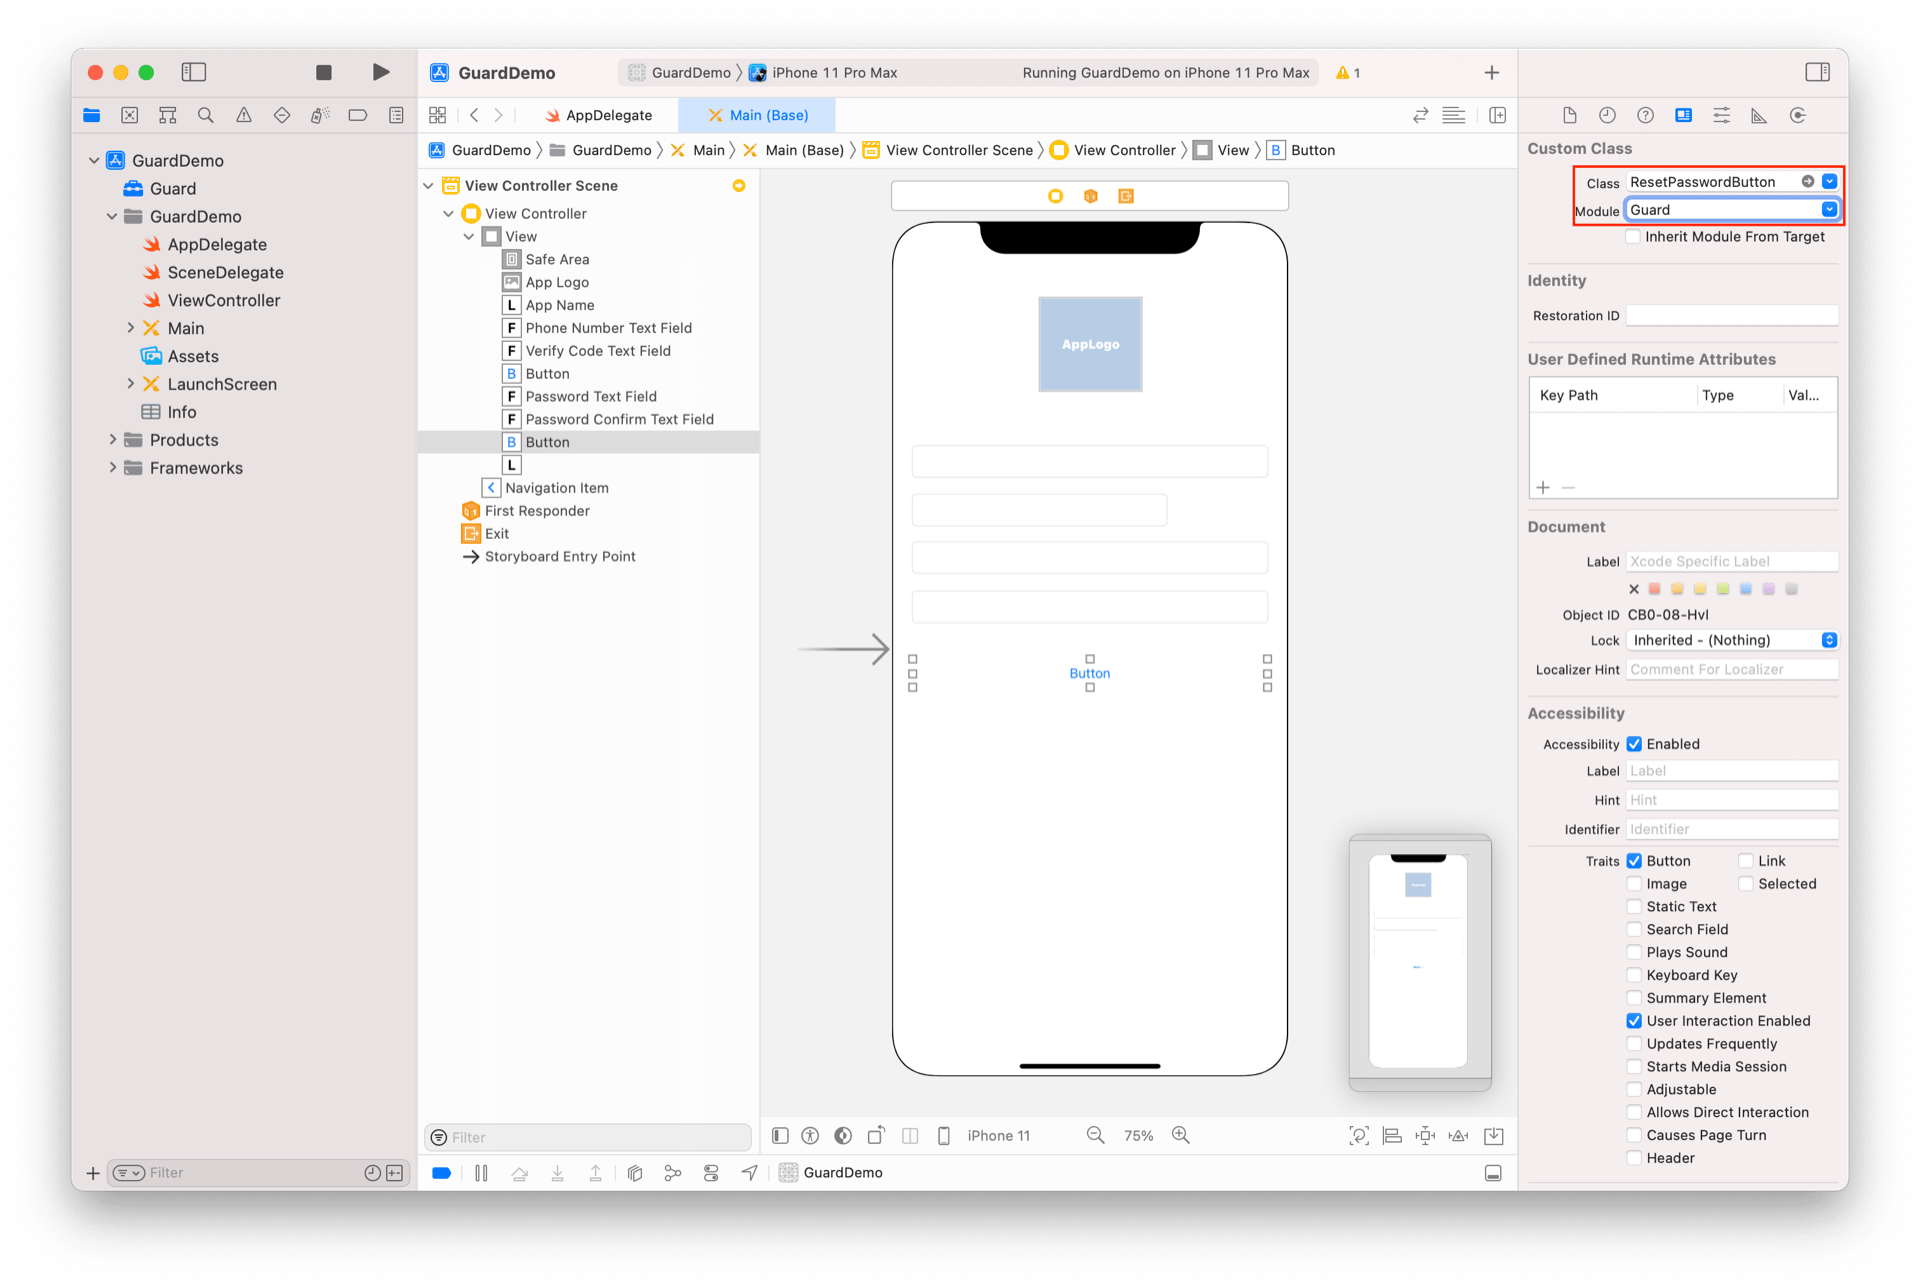 GuardDemo
GuardDemo 〉 iPhone 11 Pro Max
Running GuardDemo on iPhone 11 Pro Max
1
AppDelegate
Main (Base)
GuardDemo 〉 GuardDemo 〉 Main 〉 Main (Base) 〉 View Controller Scene 〉 View Controller 〉 View 〉 B Button
GuardDemo
Guard
GuardDemo
AppDelegate
SceneDelegate
ViewController
Main
Assets
LaunchScreen
Info
Products
Frameworks
Filter
View Controller Scene
View Controller
View
Safe Area
App Logo
L App Name
F Phone Number Text Field
F Verify Code Text Field
B Button
F Password Text Field
F Password Confirm Text Field
B Button
L
Navigation Item
First Responder
Exit
Storyboard Entry Point
Filter
AppLogo
Button
iPhone 11
75%
GuardDemo
Custom Class
Class ResetPasswordButton
Module Guard
Inherit Module From Target
Identity
Restoration ID
User Defined Runtime Attributes
Key Path Type Val...
Document
Label Xcode Specific Label
Object ID CB0-08-Hvl
Lock Inherited - (Nothing)
Localizer Hint Comment For Localizer
Accessibility
Accessibility Enabled
Label Label
Hint Hint
Identifier Identifier
Traits Button Link
Image Selected
Static Text
Search Field
Plays Sound
Keyboard Key
Summary Element
User Interaction Enabled
Updates Frequently
Starts Media Session
Adjustable
Allows Direct Interaction
Causes Page Turn
Header